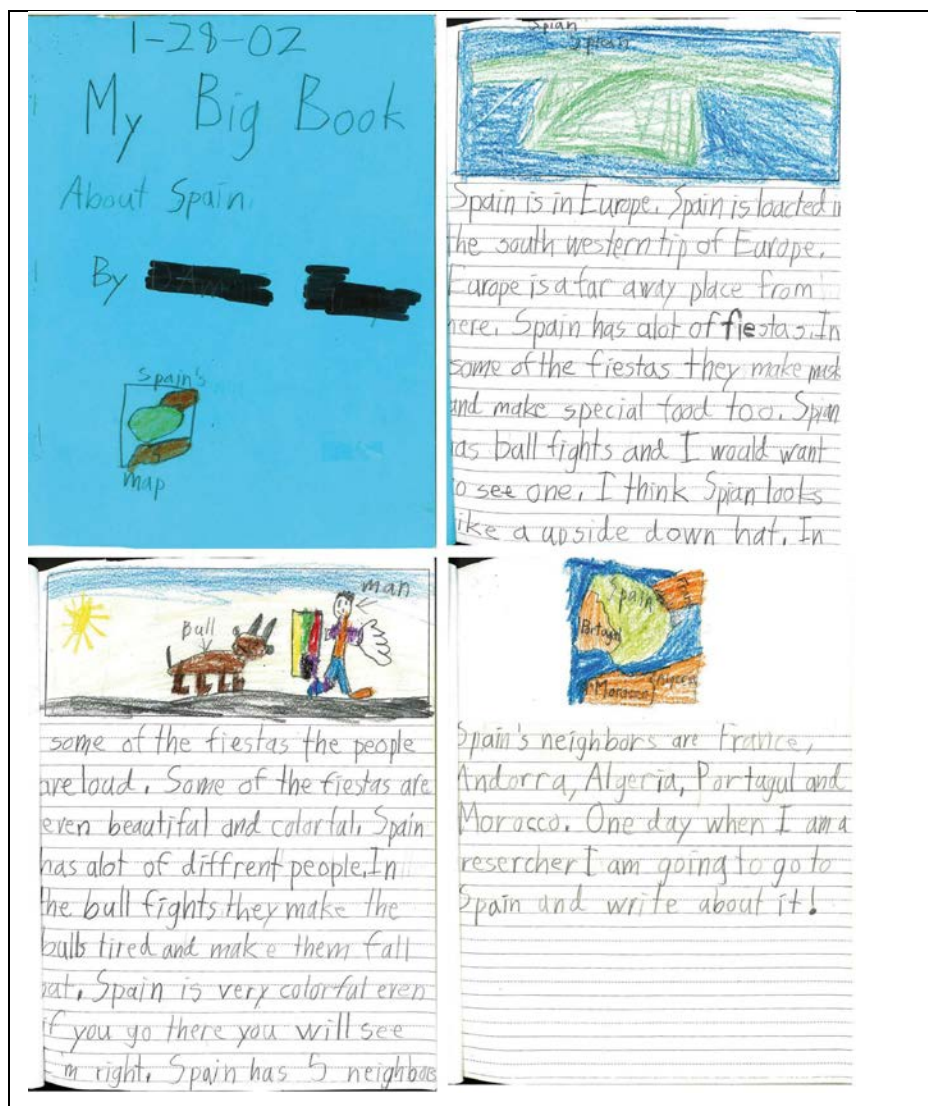 1-28-02
My Big Book
About Spain.
By
Spain's
map
Spian
Spain is in Europe. Spain is loacted in
the south western tip of Europe.
Europe is a far away place from
here. Spain has alot of fiestas. In
some of the fiestas they make mask
and make special food too. Spian
has bull fights and I would want
to see one. I think Spian looks
like a upside down hat. In
Bull
man
some of the fiestas the people
are load. Some of the fiestas are
even beautiful and colorful. Spain
has alot of diffrent people. In
the bull fights they make the
bulls tired and make them fall
Spain is very colorful even
if you go there you will see
I'm right. Spain has 5 neighbors
Spain
Portugal
Morocco
Spain's neighbors are France,
Andorra, Algeria, Portagul and
Morocco. One day when I am a
resercher I am going to go to
Spain and write about it!